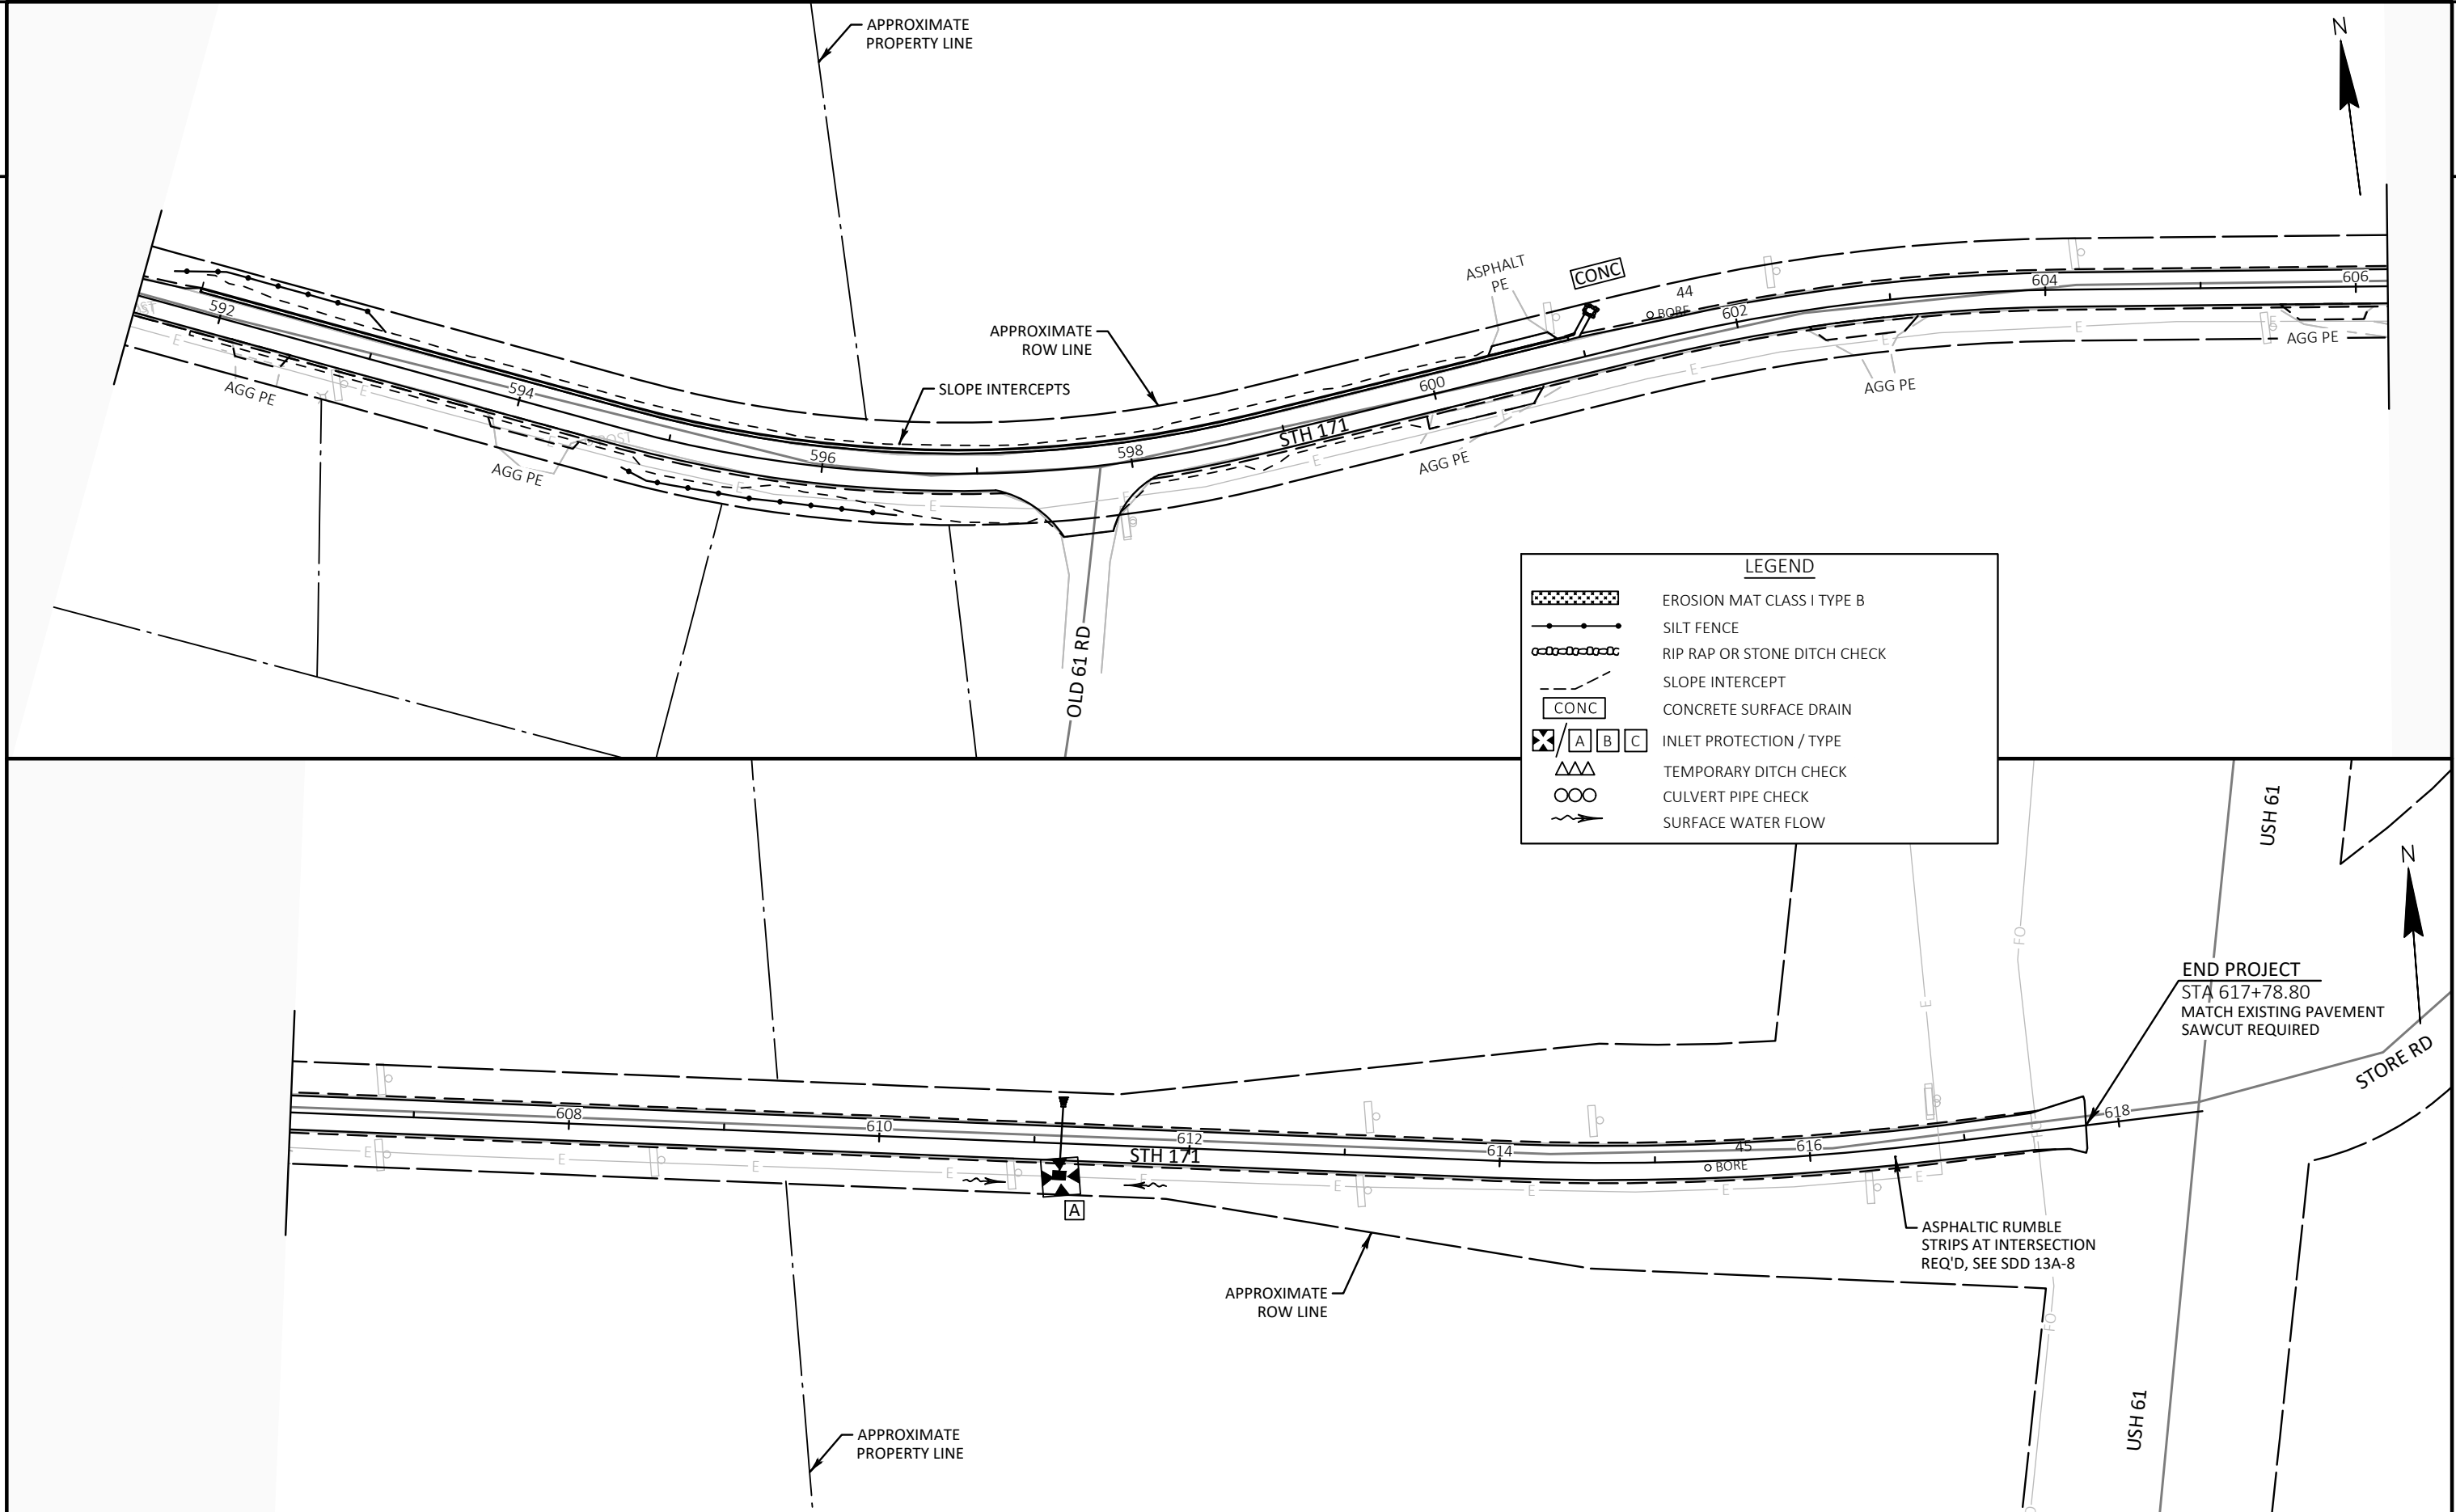 APPROXIMATE
PROPERTY LINE
N
592
594
596
598
600
602
604
606
ASPHALT
PE
CONC
44
BORE
APPROXIMATE
ROW LINE
SLOPE INTERCEPTS
STH 171
AGG PE
AGG PE
AGG PE
AGG PE
AGG PE
E
E
E
E
E
E
E
E
E
E
OLD 61 RD
LEGEND
EROSION MAT CLASS I TYPE B
SILT FENCE
RIP RAP OR STONE DITCH CHECK
SLOPE INTERCEPT
CONC
CONCRETE SURFACE DRAIN
A B C INLET PROTECTION / TYPE
TEMPORARY DITCH CHECK
CULVERT PIPE CHECK
SURFACE WATER FLOW
USH 61
N
FO
E
END PROJECT
STA 617+78.80
MATCH EXISTING PAVEMENT
SAWCUT REQUIRED
STORE RD
608
610
612
614
45
616
618
STH 171
BORE
E
E
E
E
E
E
E
E
E
A
ASPHALTIC RUMBLE
STRIPS AT INTERSECTION
REQ'D, SEE SDD 13A-8
APPROXIMATE
ROW LINE
FO
USH 61
APPROXIMATE
PROPERTY LINE